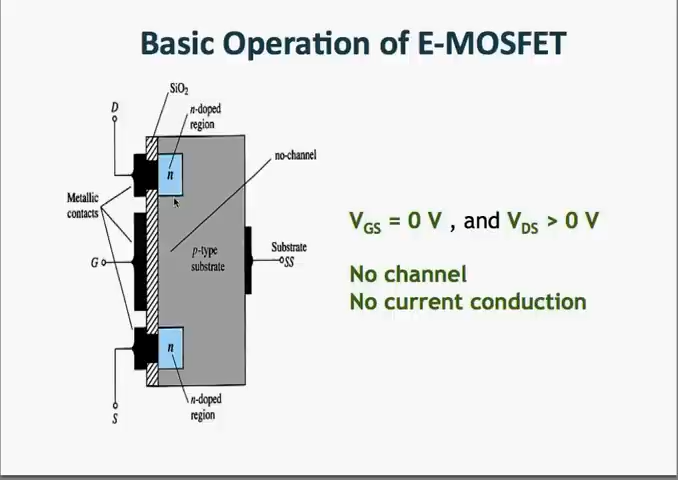 Basic Operation of E-MOSFET
SiO2
D
n-doped
region
n
no-channel
Metallic
contacts
VGS = 0 V , and VDS > 0 V
p-type
substrate
G
Substrate
SS
No channel
No current conduction
n
S
n-doped
region